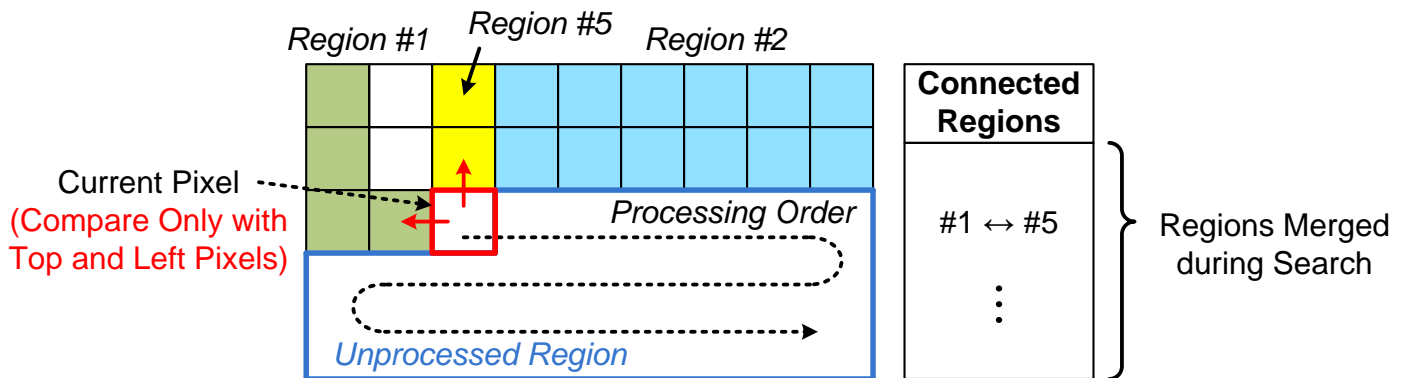 Region #1
Region #5
Region #2
Connected
Regions
Current Pixel
(Compare Only with
Top and Left Pixels)
Processing Order
#1 ↔ #5
⋮
Regions Merged
during Search
Unprocessed Region